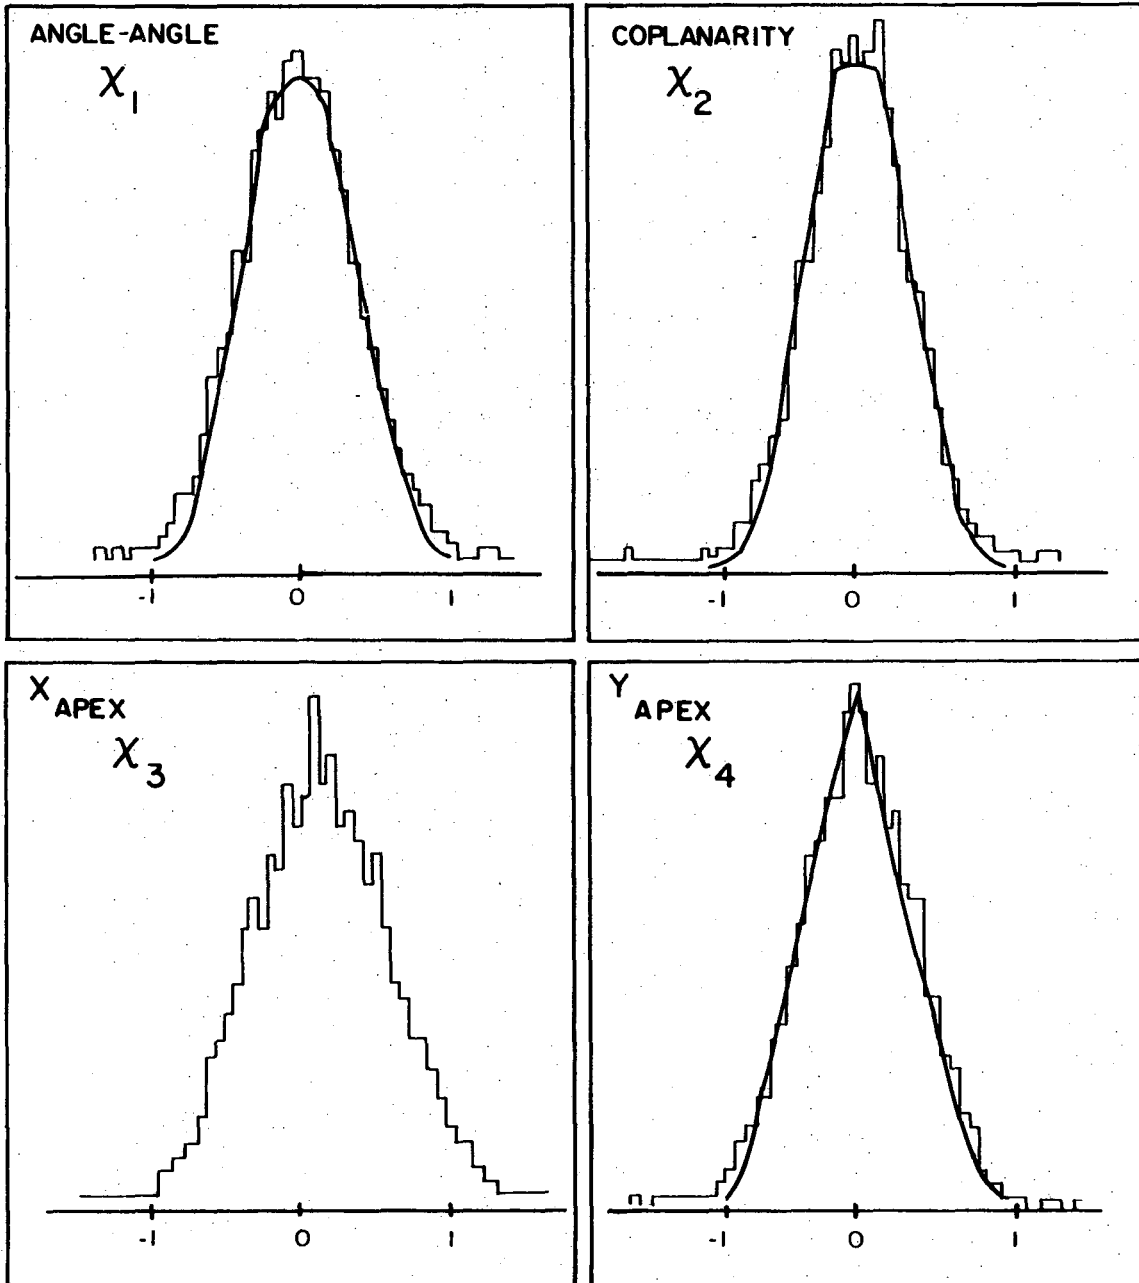 ANGLE-ANGLE
χ₁
-1 0 1
COPLANARITY
χ₂
-1 0 1
X APEX
χ₃
-1 0 1
Y APEX
χ₄
-1 0 1